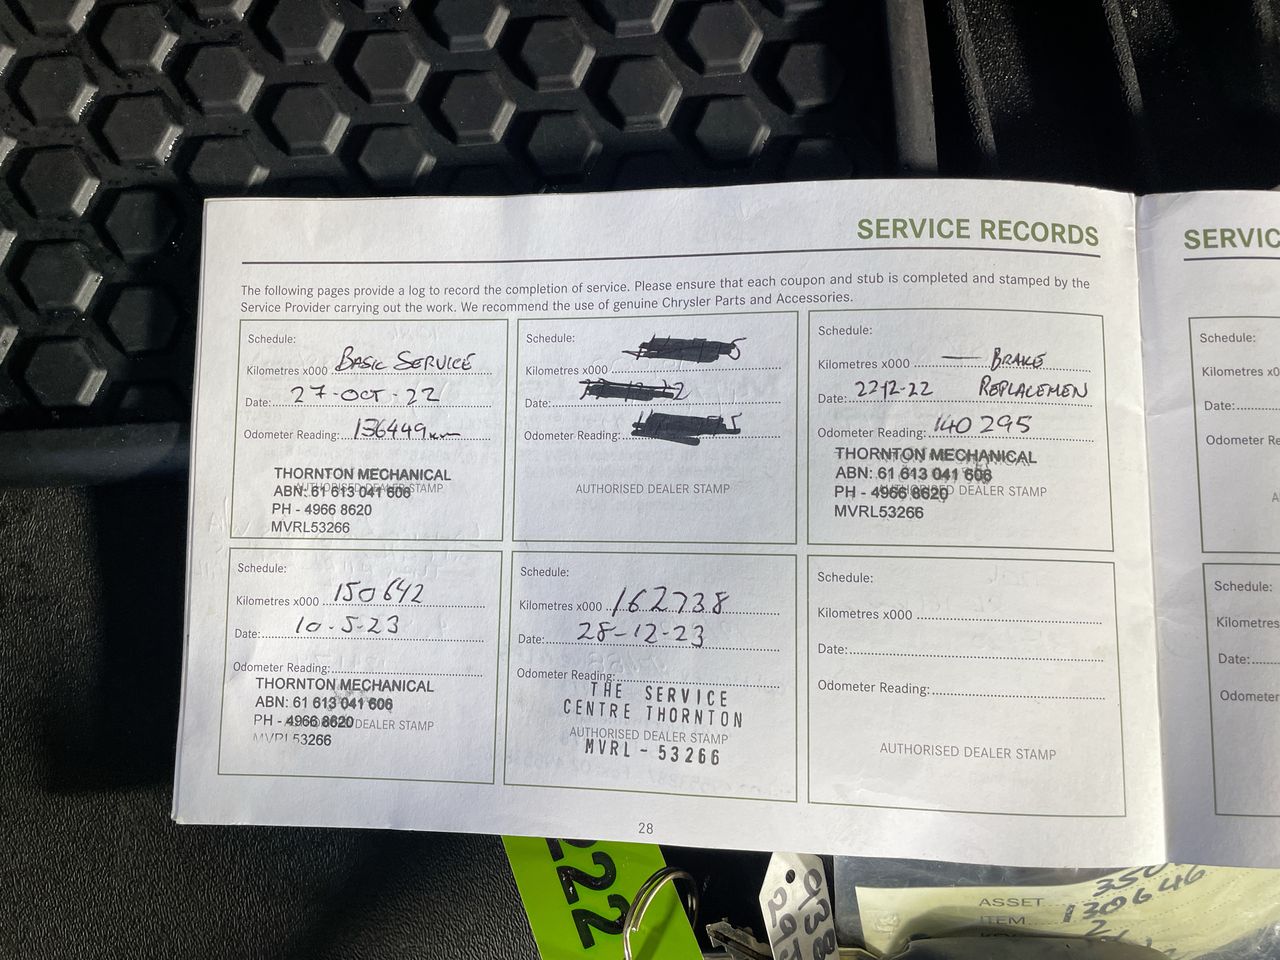 SERVICE RECORDS
The following pages provide a log to record the completion of service. Please ensure that each coupon and stub is completed and stamped by the
Service Provider carrying out the work. We recommend the use of genuine Chrysler Parts and Accessories.
Schedule:
Kilometres x000 BASIC SERVICE
Date: 27-OCT-22
Odometer Reading: 136449km
THORNTON MECHANICAL
AUTHORISED DEALER STAMP
ABN: 61 613 041 606
PH - 4966 8620
MVRL53266
Schedule:
Kilometres x000
Date:
Odometer Reading:
AUTHORISED DEALER STAMP
Schedule:
Kilometres x000 — BRAKE
Date: 2212-22 REPLACEMEN
Odometer Reading: 140295
THORNTON MECHANICAL
ABN: 61 613 041 606
PH - 4966 8620 DEALER STAMP
MVRL53266
Schedule:
Kilometres x000 150642
Date: 10-5-23
Odometer Reading:
THORNTON MECHANICAL
ABN: 61 613 041 606
PH - 4966 8620 DEALER STAMP
MVRL53266
Schedule:
Kilometres x000 162738
Date: 28-12-23
Odometer Reading:
THE SERVICE
CENTRE THORNTON
AUTHORISED DEALER STAMP
MVRL - 53266
Schedule:
Kilometres x000
Date:
Odometer Reading:
AUTHORISED DEALER STAMP
28
SERVIC
Schedule:
Kilometres x0
Date:
Odometer Re
A
Schedule:
Kilometres
Date:
Odometer
222
ASSET 350
ITEM 130646